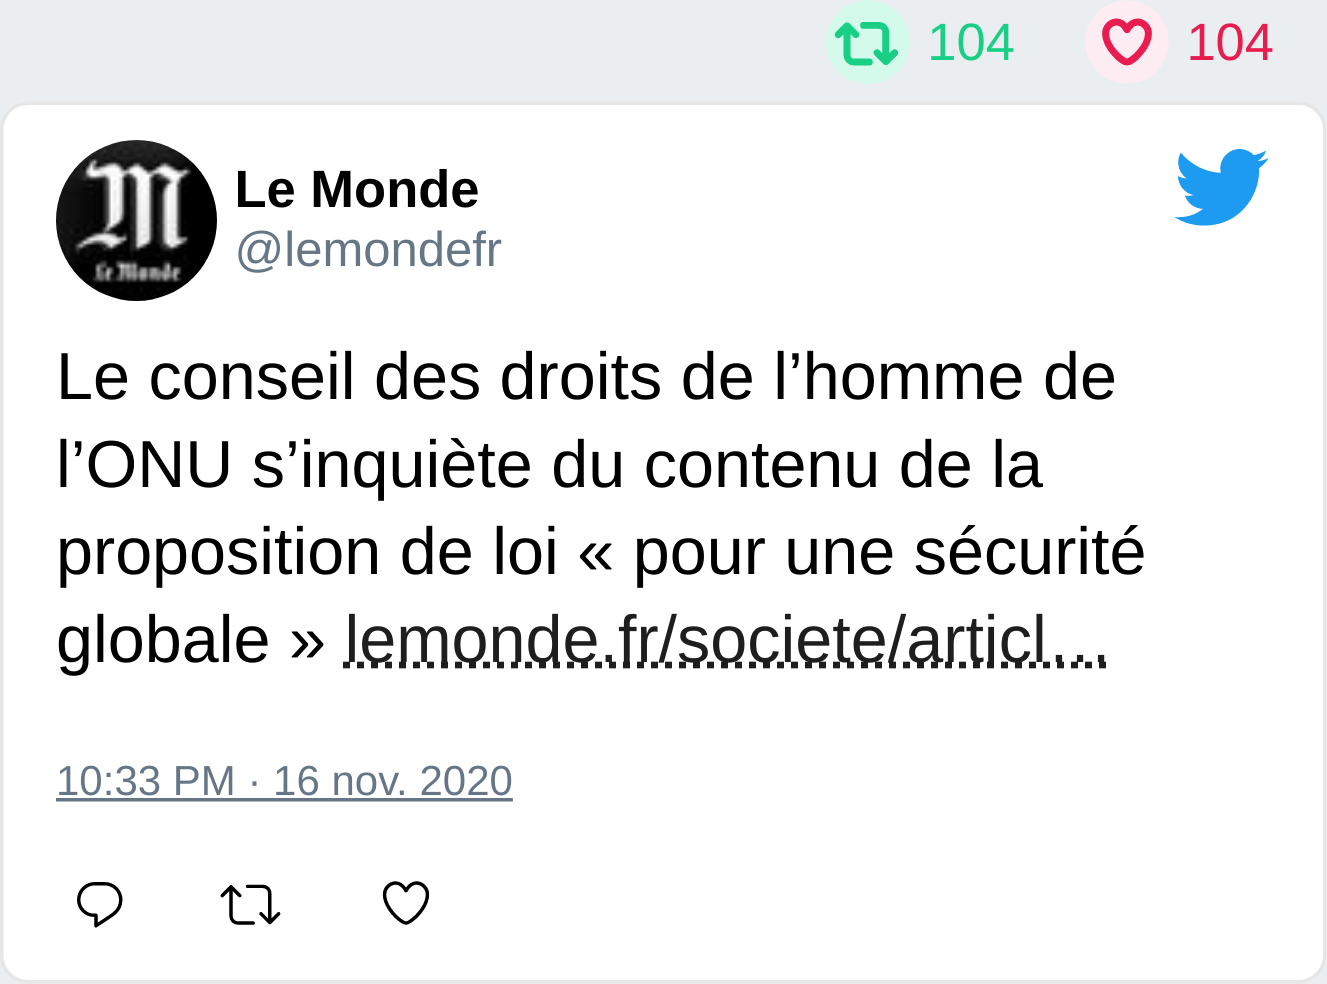 104 104
Le Monde
@lemondefr
Le Monde
Le conseil des droits de l’homme de
l’ONU s’inquiète du contenu de la
proposition de loi « pour une sécurité
globale » lemonde.fr/societe/articl…
10:33 PM · 16 nov. 2020